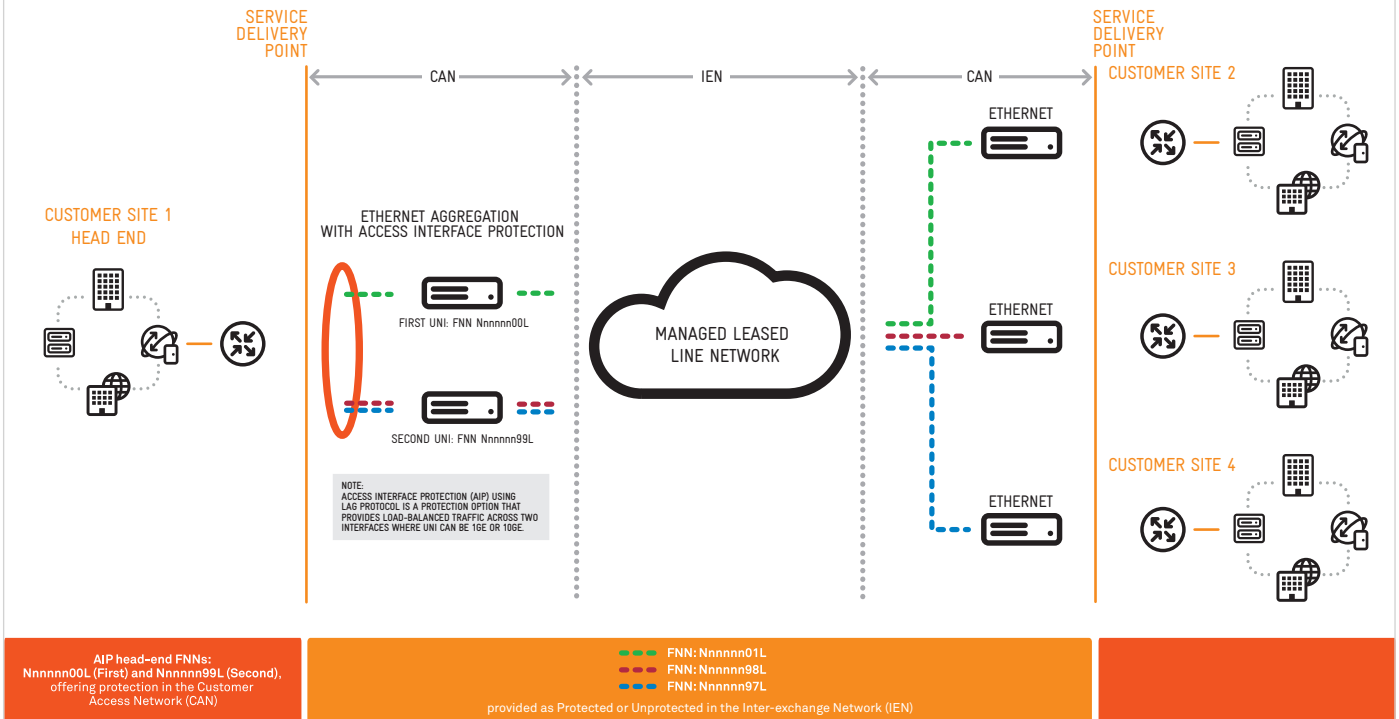 SERVICE
DELIVERY
POINT
SERVICE
DELIVERY
POINT
CAN
IEN
CAN
CUSTOMER SITE 1
HEAD END
ETHERNET AGGREGATION
WITH ACCESS INTERFACE PROTECTION
FIRST UNI: FNN Nnnnnn00L
SECOND UNI: FNN Nnnnnn99L
NOTE:
ACCESS INTERFACE PROTECTION (AIP) USING
LAG PROTOCOL IS A PROTECTION OPTION THAT
PROVIDES LOAD-BALANCED TRAFFIC ACROSS TWO
INTERFACES WHERE UNI CAN BE 1GE OR 10GE.
MANAGED LEASED
LINE NETWORK
ETHERNET
ETHERNET
ETHERNET
CUSTOMER SITE 2
CUSTOMER SITE 3
CUSTOMER SITE 4
AIP head-end FNNs:
Nnnnnn00L (First) and Nnnnnn99L (Second),
offering protection in the Customer
Access Network (CAN)
FNN: Nnnnnn01L
FNN: Nnnnnn98L
FNN: Nnnnnn97L
provided as Protected or Unprotected in the Inter-exchange Network (IEN)